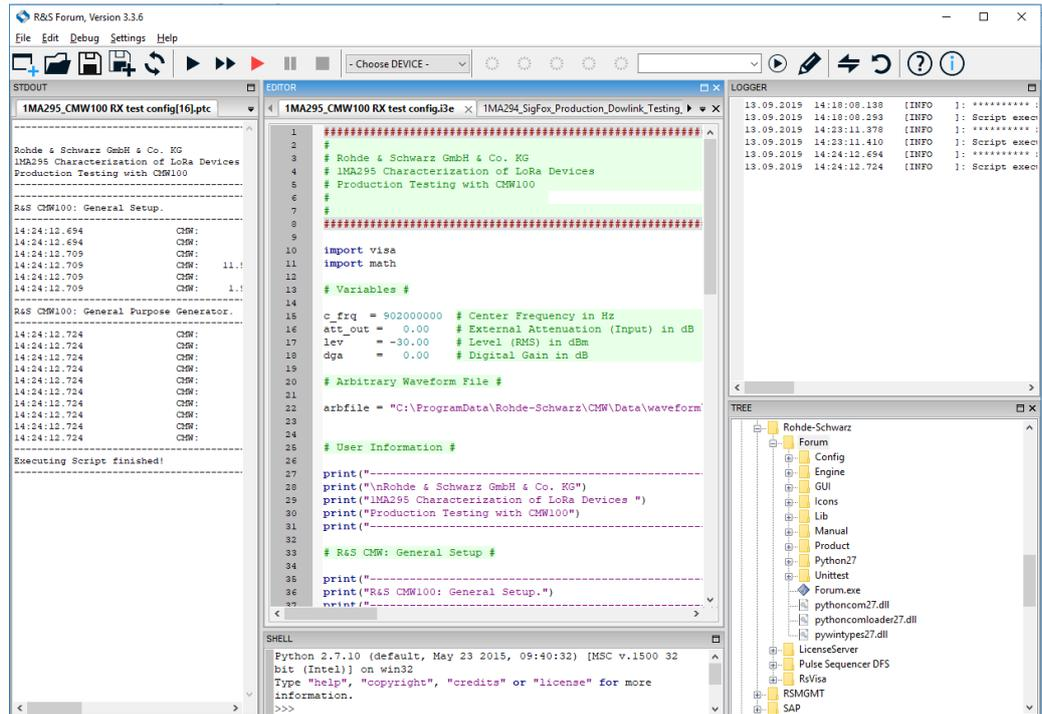 R&S Forum, Version 3.3.6
File Edit Debug Settings Help
- Choose DEVICE -
STDOUT
1MA295_CMW100 RX test config[16].ptc
Rohde & Schwarz GmbH & Co. KG
1MA295 Characterization of LoRa Devices
Production Testing with CMW100
R&S CMW100: General Setup.
14:24:12.694 CMW:
14:24:12.694 CMW:
14:24:12.709 CMW:
14:24:12.709 CMW: 11.
14:24:12.709 CMW:
14:24:12.709 CMW: 1.
R&S CMW100: General Purpose Generator.
14:24:12.724 CMW:
14:24:12.724 CMW:
14:24:12.724 CMW:
14:24:12.724 CMW:
14:24:12.724 CMW:
14:24:12.724 CMW:
14:24:12.724 CMW:
14:24:12.724 CMW:
14:24:12.724 CMW:
14:24:12.724 CMW:
Executing Script finished!
EDITOR
1MA295_CMW100 RX test config.i3e 1MA294_SigFox_Production_Dowlink_Testing_
1 #########################################################
2 #
3 # Rohde & Schwarz GmbH & Co. KG
4 # 1MA295 Characterization of LoRa Devices
5 # Production Testing with CMW100
6 #
7 #
8 #########################################################
9
10 import visa
11 import math
12
13 # Variables #
14
15 c_frq = 902000000 # Center Frequency in Hz
16 att_out = 0.00 # External Attenuation (Input) in dB
17 lev = -30.00 # Level (RMS) in dBm
18 dga = 0.00 # Digital Gain in dB
19
20 # Arbitrary Waveform File #
21
22 arbfile = "C:\ProgramData\Rohde-Schwarz\CMW\Data\waveform\
23
24
25 # User Information #
26
27 print("--------------------------------------------------
28 print("\nRohde & Schwarz GmbH & Co. KG")
29 print("1MA295 Characterization of LoRa Devices ")
30 print("Production Testing with CMW100")
31 print("--------------------------------------------------
32
33 # R&S CMW: General Setup #
34
35 print("--------------------------------------------------
36 print("R&S CMW100: General Setup.")
37 print("--------------------------------------------------
SHELL
Python 2.7.10 (default, May 23 2015, 09:40:32) [MSC v.1500 32
bit (Intel)] on win32
Type "help", "copyright", "credits" or "license" for more
information.
>>>
LOGGER
13.09.2019 14:18:08.138 [INFO ]: ********** :
13.09.2019 14:18:08.293 [INFO ]: Script exec
13.09.2019 14:23:11.378 [INFO ]: ********** :
13.09.2019 14:23:11.410 [INFO ]: Script exec
13.09.2019 14:24:12.694 [INFO ]: ********** :
13.09.2019 14:24:12.724 [INFO ]: Script exec
TREE
Rohde-Schwarz
Forum
Config
Engine
GUI
Icons
Lib
Manual
Product
Python27
Unittest
Forum.exe
pythoncom27.dll
pythoncomloader27.dll
pywintypes27.dll
LicenseServer
Pulse Sequencer DFS
RsVisa
RSMGMT
SAP